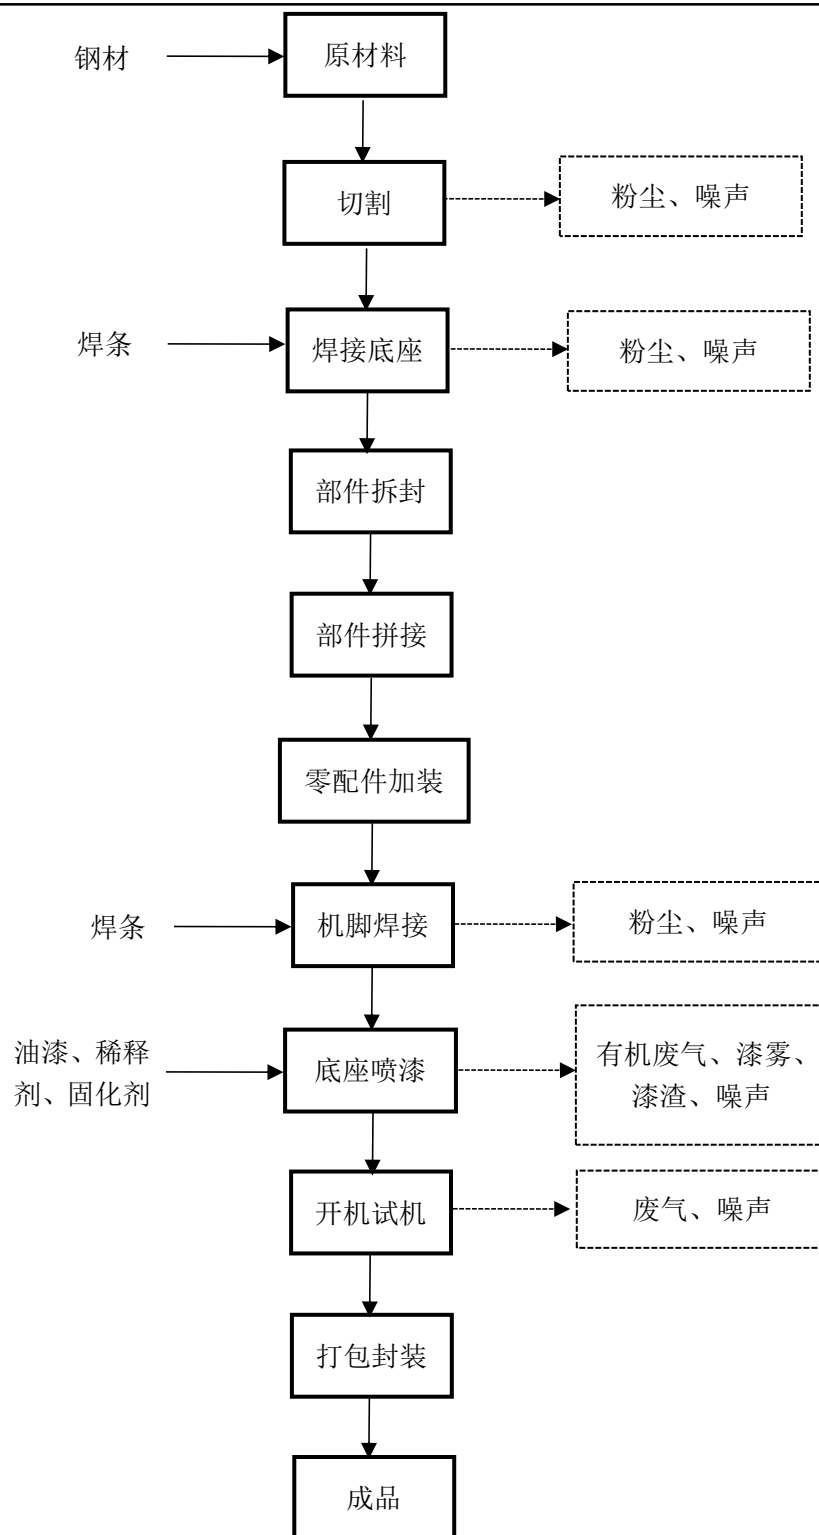 钢材
原材料
切割
粉尘、噪声
焊条
焊接底座
粉尘、噪声
部件拆封
部件拼接
零配件加装
焊条
机脚焊接
粉尘、噪声
油漆、稀释
剂、固化剂
底座喷漆
有机废气、漆雾、
漆渣、噪声
开机试机
废气、噪声
打包封装
成品